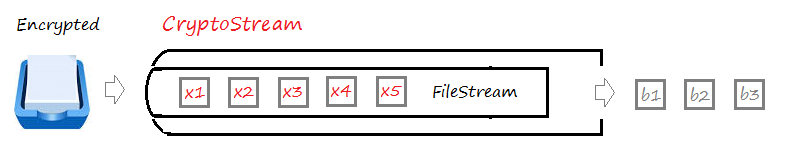 Encrypted
CryptoStream
x1 x2 x3 x4 x5 FileStream
b1 b2 b3